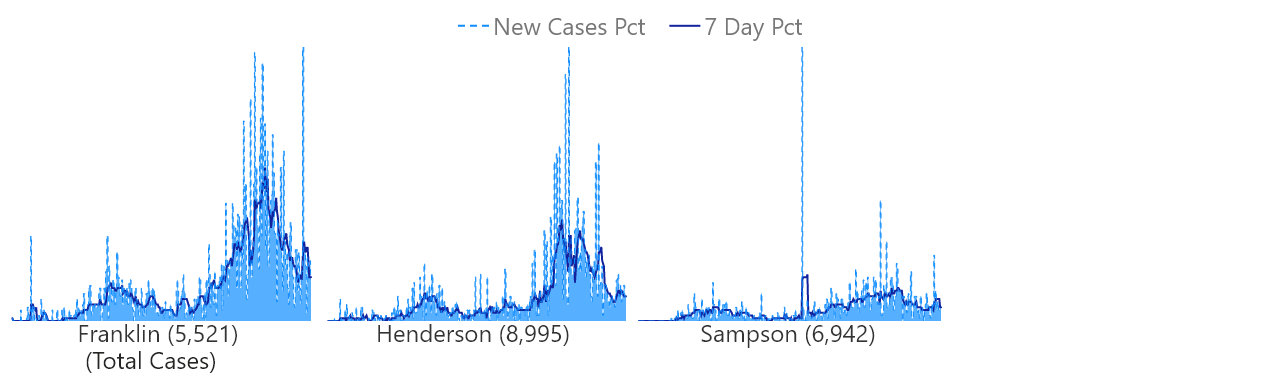 New Cases Pct 7 Day Pct
Franklin (5,521) Henderson (8,995) Sampson (6,942)
(Total Cases)